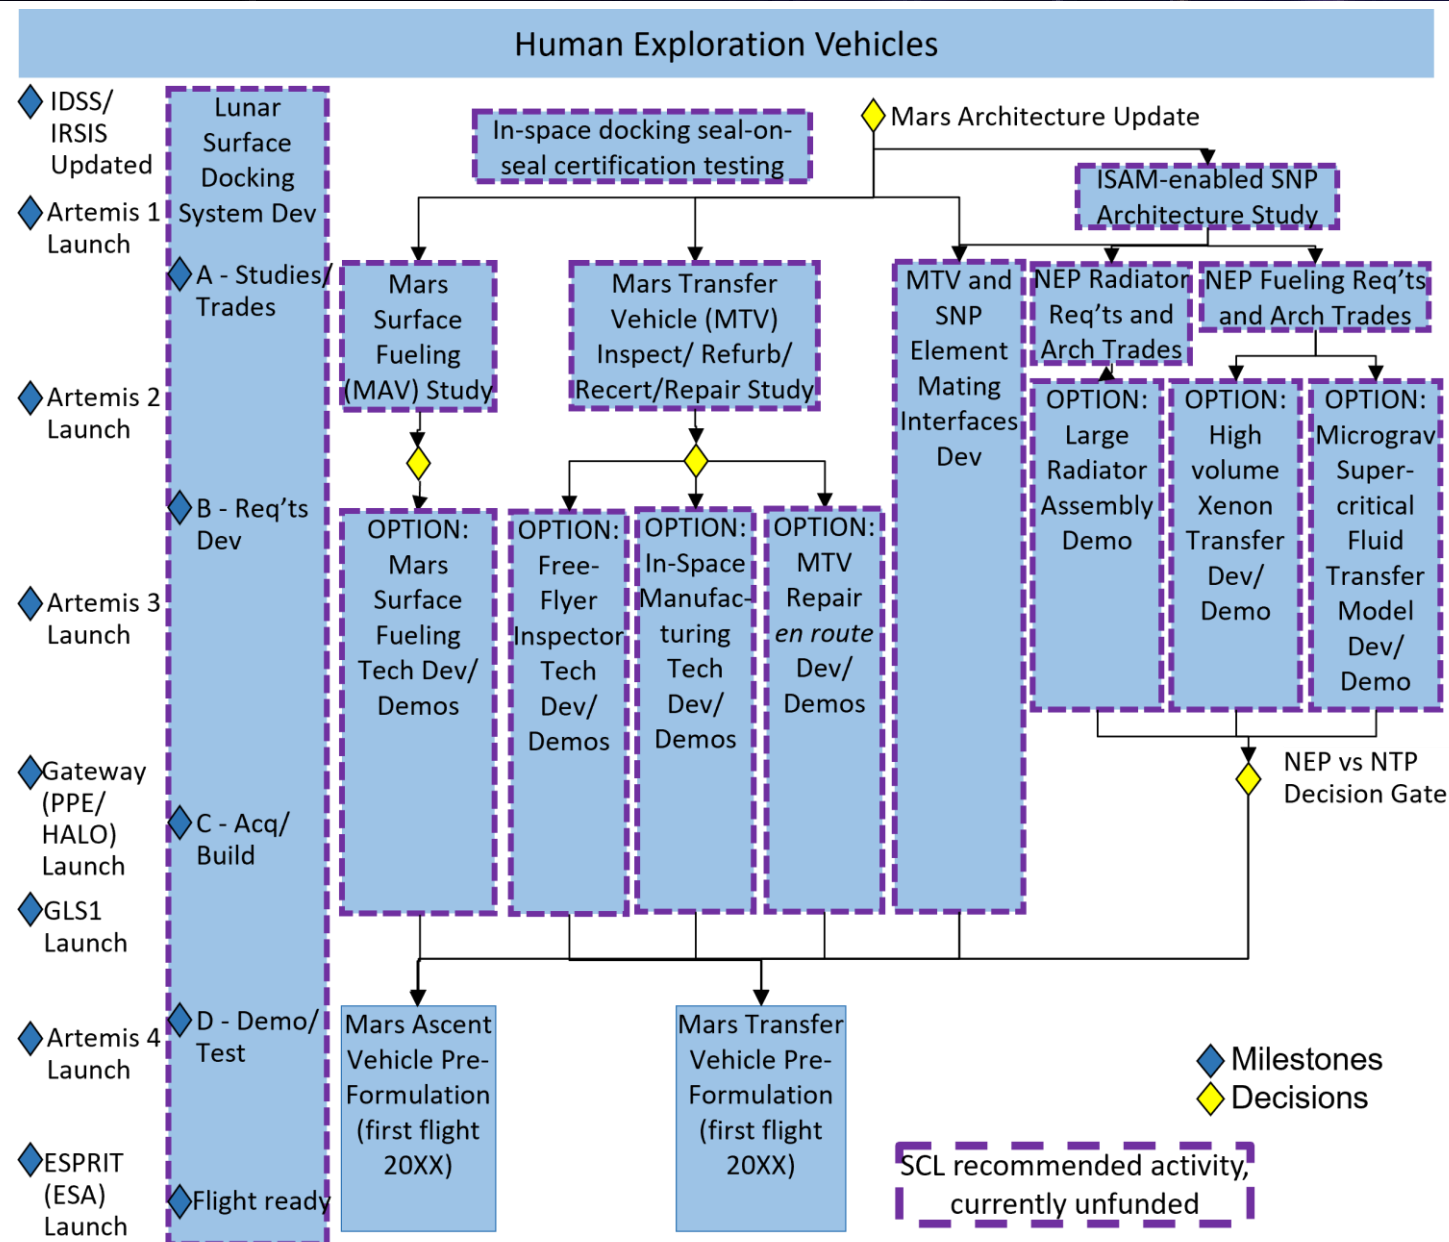 Human Exploration Vehicles
IDSS/
IRSIS
Updated
Artemis 1
Launch
Artemis 2
Launch
Artemis 3
Launch
Gateway
(PPE/
HALO)
Launch
GLS1
Launch
Artemis 4
Launch
ESPRIT
(ESA)
Launch
Lunar
Surface
Docking
System Dev
A - Studies/
Trades
B - Req'ts
Dev
C - Acq/
Build
D - Demo/
Test
Flight ready
In-space docking seal-on-
seal certification testing
Mars Architecture Update
ISAM-enabled SNP
Architecture Study
Mars
Surface
Fueling
(MAV) Study
Mars Transfer
Vehicle (MTV)
Inspect/ Refurb/
Recert/Repair Study
MTV and
SNP
Element
Mating
Interfaces
Dev
NEP Radiator
Req'ts and
Arch Trades
NEP Fueling Req'ts
and Arch Trades
OPTION:
Mars
Surface
Fueling
Tech Dev/
Demos
OPTION:
Free-
Flyer
Inspector
Tech
Dev/
Demos
OPTION:
In-Space
Manufac-
turing
Tech
Dev/
Demos
OPTION:
MTV
Repair
en route
Dev/
Demos
OPTION:
Large
Radiator
Assembly
Demo
OPTION:
High
volume
Xenon
Transfer
Dev/
Demo
OPTION:
Micrograv
Super-
critical
Fluid
Transfer
Model
Dev/
Demo
NEP vs NTP
Decision Gate
Mars Ascent
Vehicle Pre-
Formulation
(first flight
20XX)
Mars Transfer
Vehicle Pre-
Formulation
(first flight
20XX)
Milestones
Decisions
SCL recommended activity,
currently unfunded